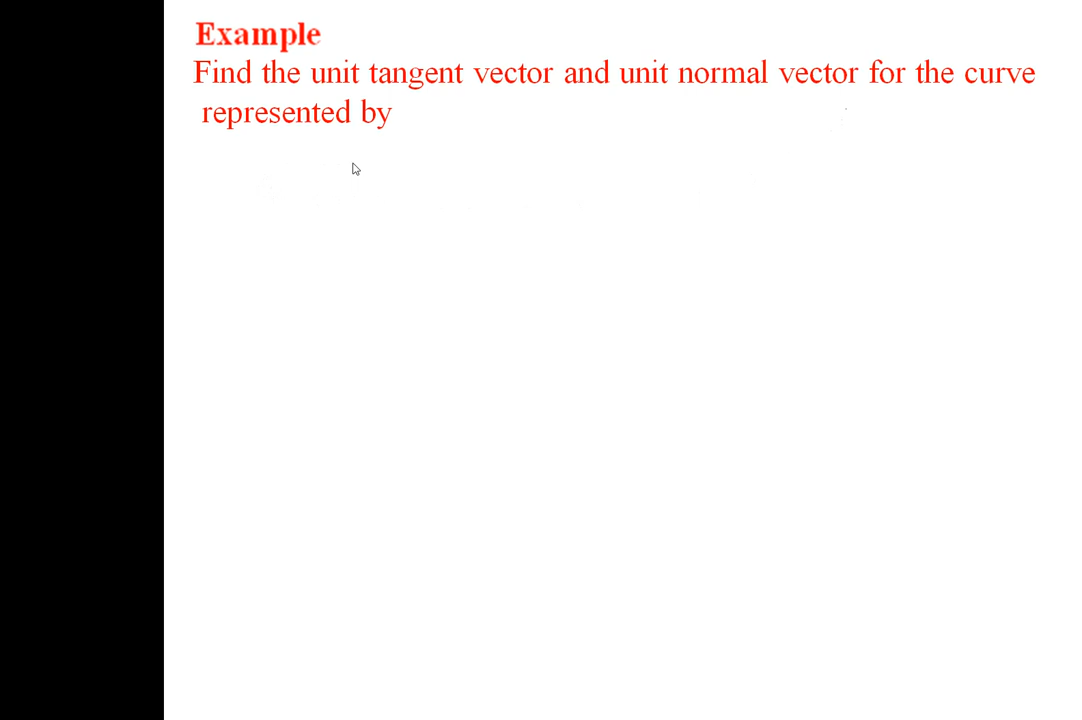 Example
Find the unit tangent vector and unit normal vector for the curve
represented by